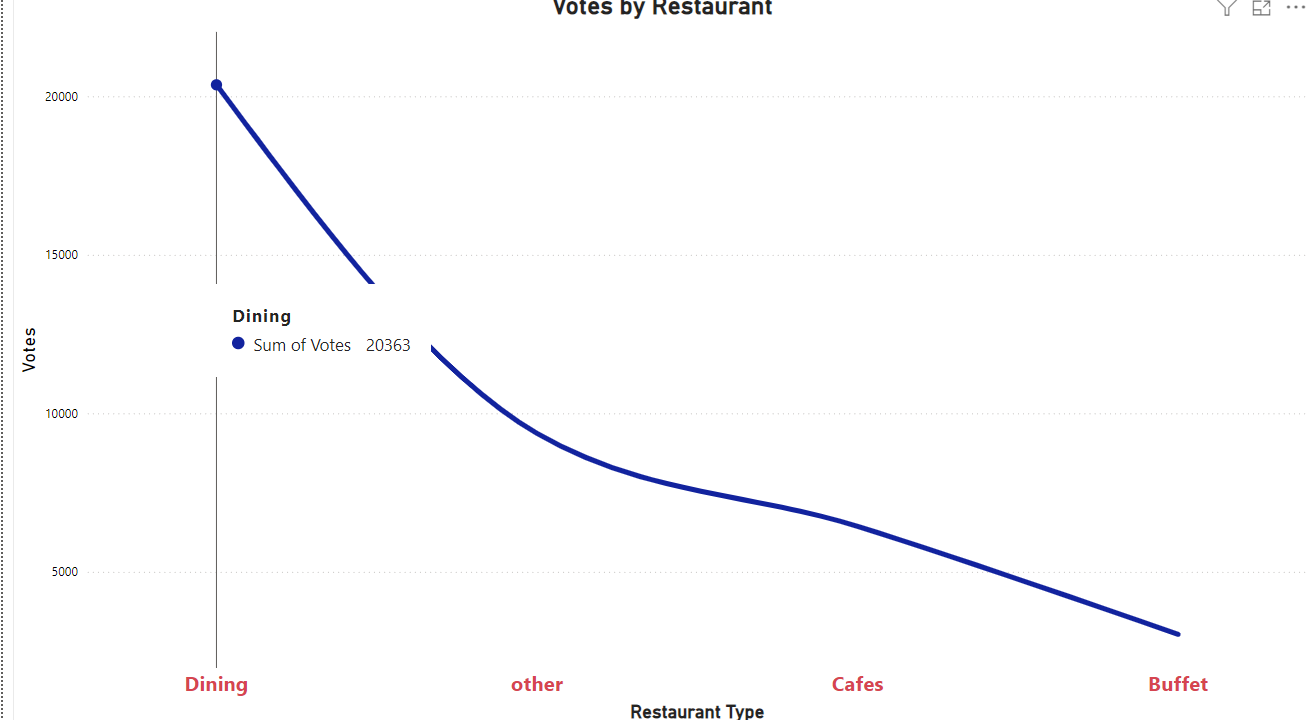 Votes by Restaurant
20000
15000
10000
5000
Votes
Dining
Sum of Votes 20363
Dining other Cafes Buffet
Restaurant Type